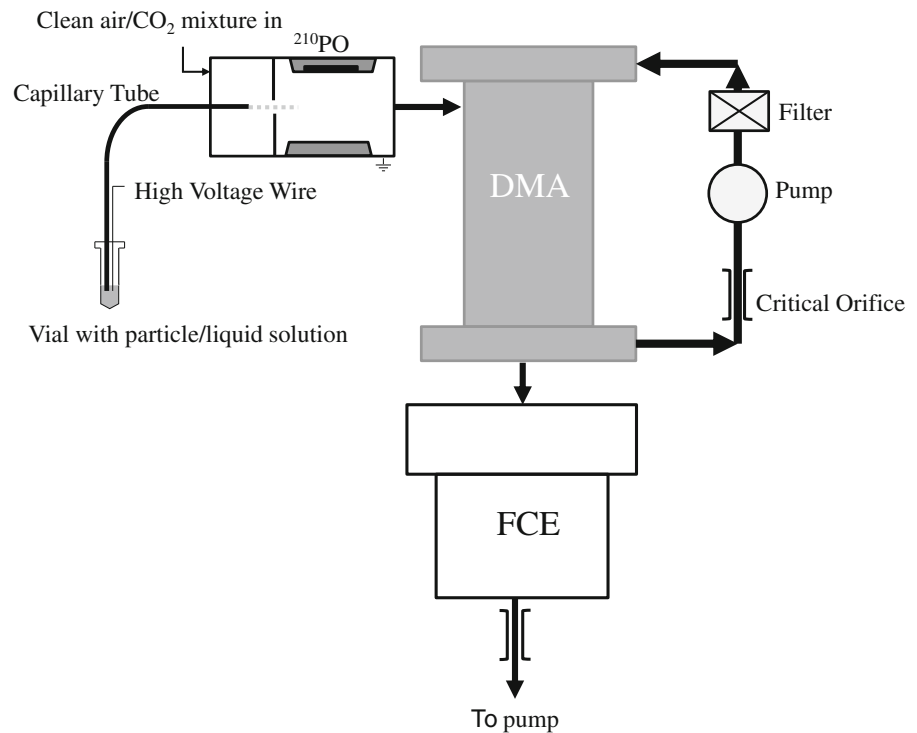 Clean air/CO₂ mixture in
²¹⁰PO
Capillary Tube
High Voltage Wire
Vial with particle/liquid solution
DMA
Filter
Pump
Critical Orifice
FCE
To pump